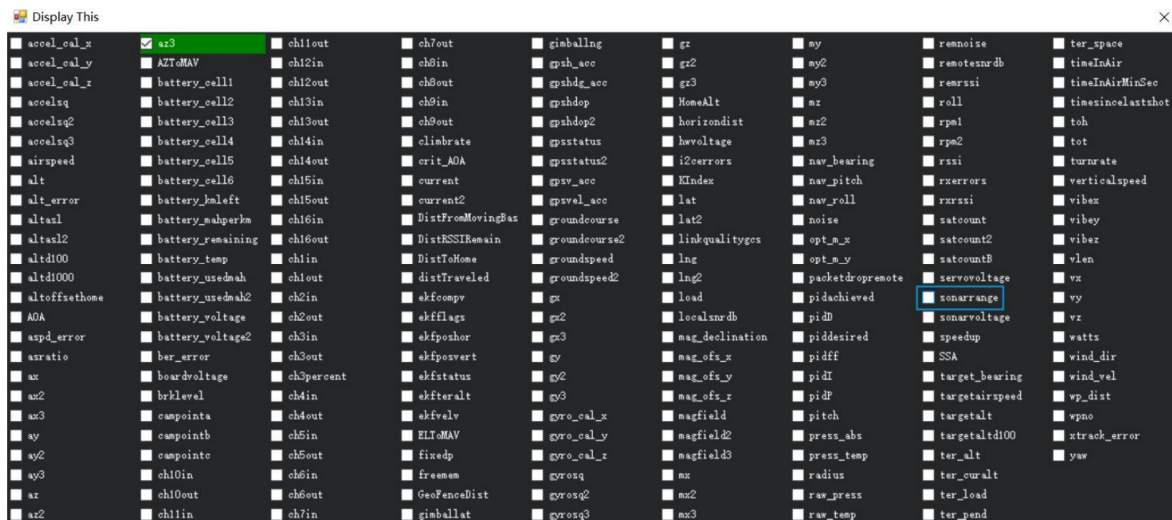 Display This
accel_cal_x
accel_cal_y
accel_cal_z
accelsq
accelsq2
accelsq3
airspeed
alt
alt_error
altasl
altasl2
altd100
altd1000
altoffsethome
AOA
aspd_error
asratio
ax
ax2
ax3
ay
ay2
ay3
az
az2
az3
AZToMAV
battery_cell1
battery_cell2
battery_cell3
battery_cell4
battery_cell5
battery_cell6
battery_kmleft
battery_mahperkm
battery_remaining
battery_temp
battery_usedmah
battery_usedmah2
battery_voltage
battery_voltage2
ber_error
boardvoltage
brklevel
campointa
campointb
campointc
ch10in
ch10out
ch11in
ch11out
ch12in
ch12out
ch13in
ch13out
ch14in
ch14out
ch15in
ch15out
ch16in
ch16out
ch1in
ch1out
ch2in
ch2out
ch3in
ch3out
ch3percent
ch4in
ch4out
ch5in
ch5out
ch6in
ch6out
ch7in
ch7out
ch8in
ch8out
ch9in
ch9out
climbrate
crit_AOA
current
current2
DistFromMovingBas
DistRSSIRemain
DistToHome
distTraveled
ekfcompv
ekfflags
ekfposhor
ekfposvert
ekfstatus
ekfteralt
ekfvelv
ELToMAV
fixedp
freemem
GeoFenceDist
gimballat
gimballng
gpsh_acc
gpshdg_acc
gpshdop
gpshdop2
gpsstatus
gpsstatus2
gpsv_acc
gpsvel_acc
groundcourse
groundcourse2
groundspeed
groundspeed2
gx
gx2
gx3
gy
gy2
gy3
gyro_cal_x
gyro_cal_y
gyro_cal_z
gyrosq
gyrosq2
gyrosq3
gz
gz2
gz3
HomeAlt
horizondist
hwvoltage
i2cerrors
KIndex
lat
lat2
linkqualitygcs
lng
lng2
load
localsnrdb
mag_declination
mag_ofs_x
mag_ofs_y
mag_ofs_z
magfield
magfield2
magfield3
mx
mx2
mx3
my
my2
my3
mz
mz2
mz3
nav_bearing
nav_pitch
nav_roll
noise
opt_m_x
opt_m_y
packetdropremote
pidachieved
pidD
piddesired
pidff
pidI
pidP
pitch
press_abs
press_temp
radius
raw_press
raw_temp
remnoise
remotesnrdb
remrssi
roll
rpm1
rpm2
rssi
rxerrors
rxrssi
satcount
satcount2
satcountB
servovoltage
sonarrange
sonarvoltage
speedup
SSA
target_bearing
targetairspeed
targetalt
targetaltd100
ter_alt
ter_curalt
ter_load
ter_pend
ter_space
timeInAir
timeInAirMinSec
timesincelastshot
toh
tot
turnrate
verticalspeed
vibex
vibey
vibez
vlen
vx
vy
vz
watts
wind_dir
wind_vel
wp_dist
wpno
xtrack_error
yaw